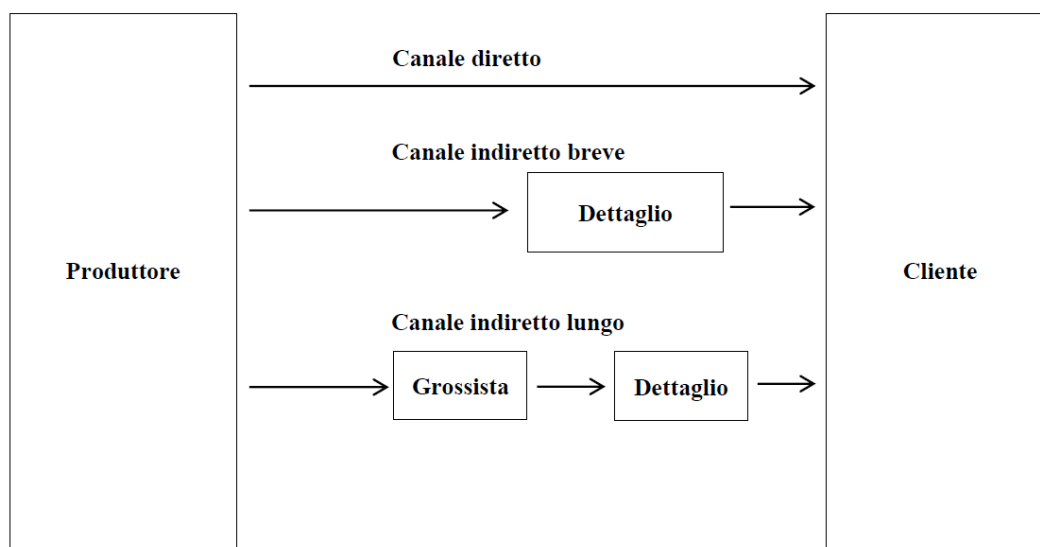 Canale diretto
Canale indiretto breve
Dettaglio
Produttore
Cliente
Canale indiretto lungo
Grossista
Dettaglio